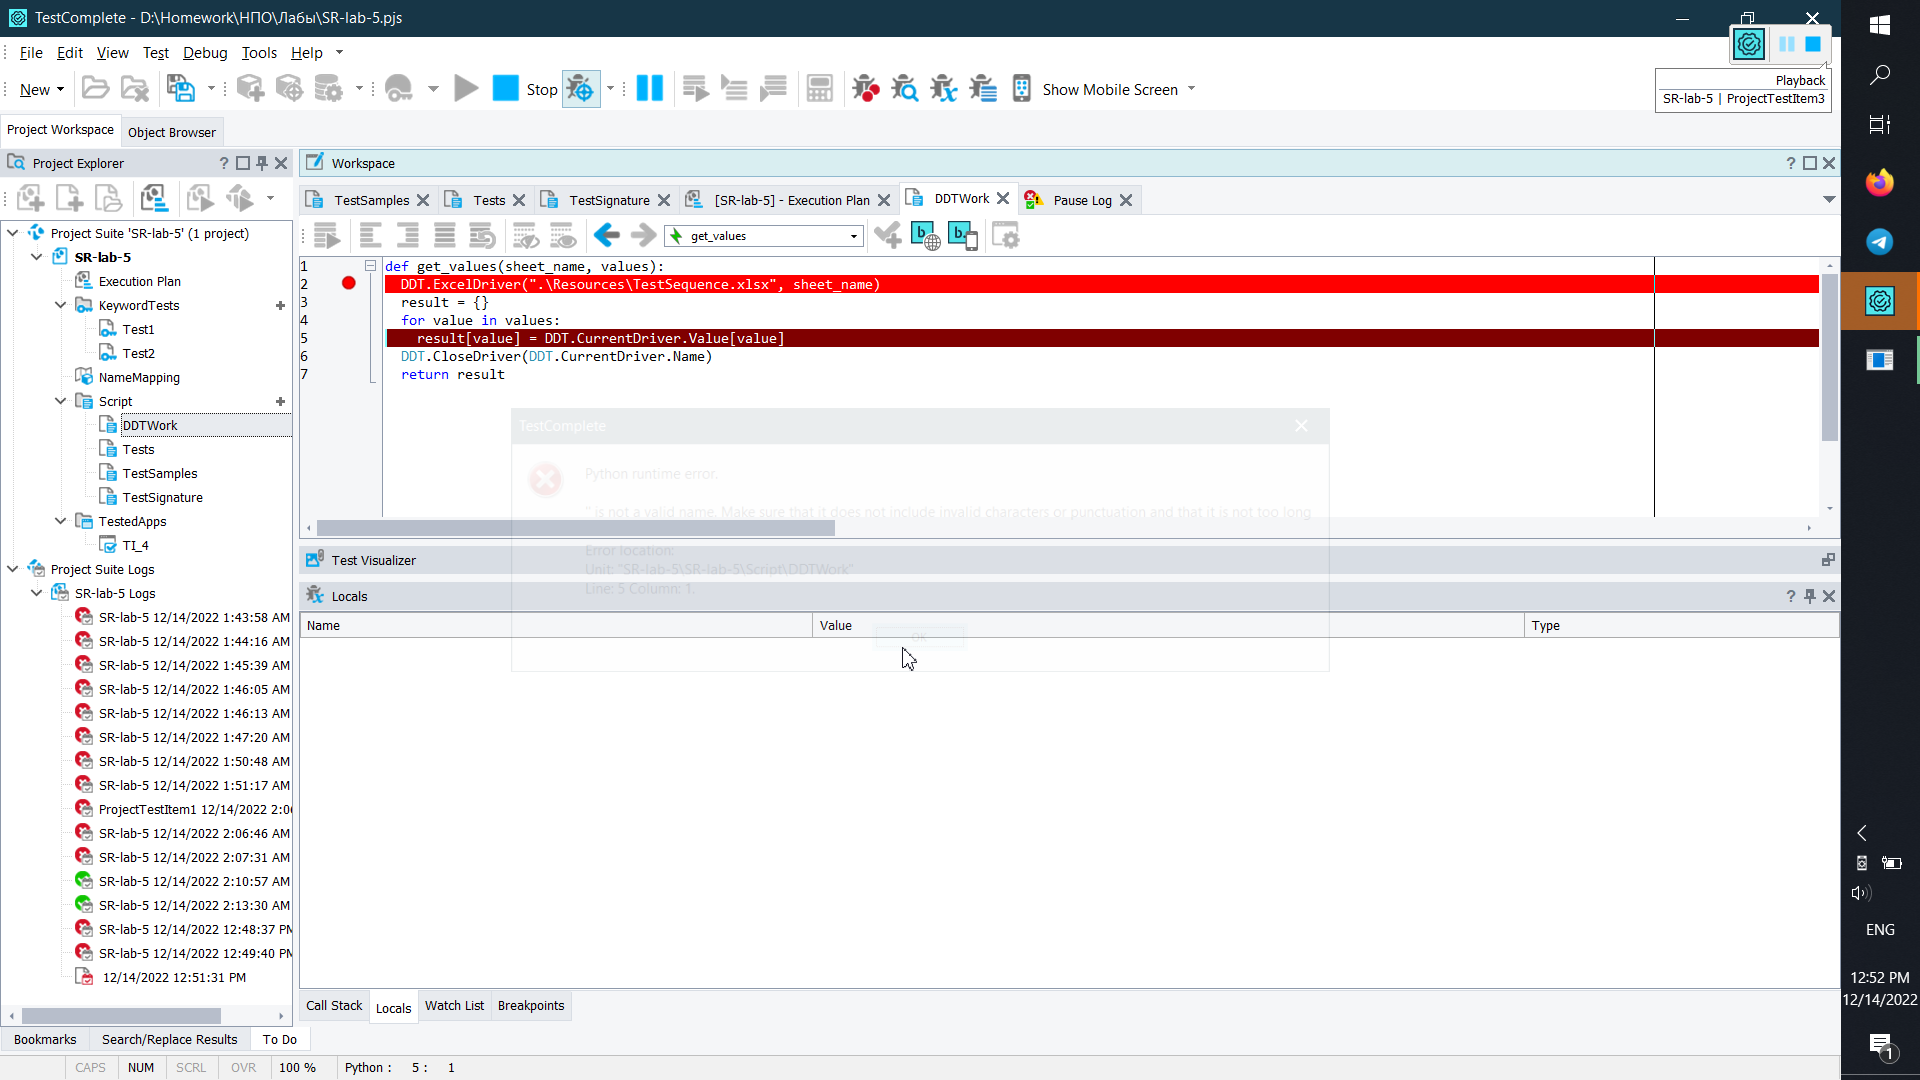 TestComplete - D:\Homework\НПО\Лабы\SR-lab-5.pjs
File Edit View Test Debug Tools Help
New Stop Show Mobile Screen
Playback
SR-lab-5 | ProjectTestItem3
Project Workspace Object Browser
Project Explorer
Workspace
TestSamples Tests TestSignature [SR-lab-5] - Execution Plan DDTWork Pause Log
get_values
Project Suite 'SR-lab-5' (1 project)
SR-lab-5
Execution Plan
KeywordTests
Test1
Test2
NameMapping
Script
DDTWork
Tests
TestSamples
TestSignature
TestedApps
TI_4
Project Suite Logs
SR-lab-5 Logs
SR-lab-5 12/14/2022 1:43:58 AM
SR-lab-5 12/14/2022 1:44:16 AM
SR-lab-5 12/14/2022 1:45:39 AM
SR-lab-5 12/14/2022 1:46:05 AM
SR-lab-5 12/14/2022 1:46:13 AM
SR-lab-5 12/14/2022 1:47:20 AM
SR-lab-5 12/14/2022 1:50:48 AM
SR-lab-5 12/14/2022 1:51:17 AM
ProjectTestItem1 12/14/2022 2:0
SR-lab-5 12/14/2022 2:06:46 AM
SR-lab-5 12/14/2022 2:07:31 AM
SR-lab-5 12/14/2022 2:10:57 AM
SR-lab-5 12/14/2022 2:13:30 AM
SR-lab-5 12/14/2022 12:48:37 PM
SR-lab-5 12/14/2022 12:49:40 PM
12/14/2022 12:51:31 PM
1 def get_values(sheet_name, values):
2 DDT.ExcelDriver(".\Resources\TestSequence.xlsx", sheet_name)
3 result = {}
4 for value in values:
5 result[value] = DDT.CurrentDriver.Value[value]
6 DDT.CloseDriver(DDT.CurrentDriver.Name)
7 return result
TestComplete
Python runtime error.
'' is not a valid name. Make sure that it does not include invalid characters or punctuation and that it is not too long
Error location:
Unit: "SR-lab-5\SR-lab-5\Script\DDTWork"
Line: 5 Column: 1.
OK
Test Visualizer
Locals
Name Value Type
Call Stack Locals Watch List Breakpoints
Bookmarks Search/Replace Results To Do
CAPS NUM SCRL OVR 100 % Python : 5 : 1
ENG
12:52 PM
12/14/2022
1